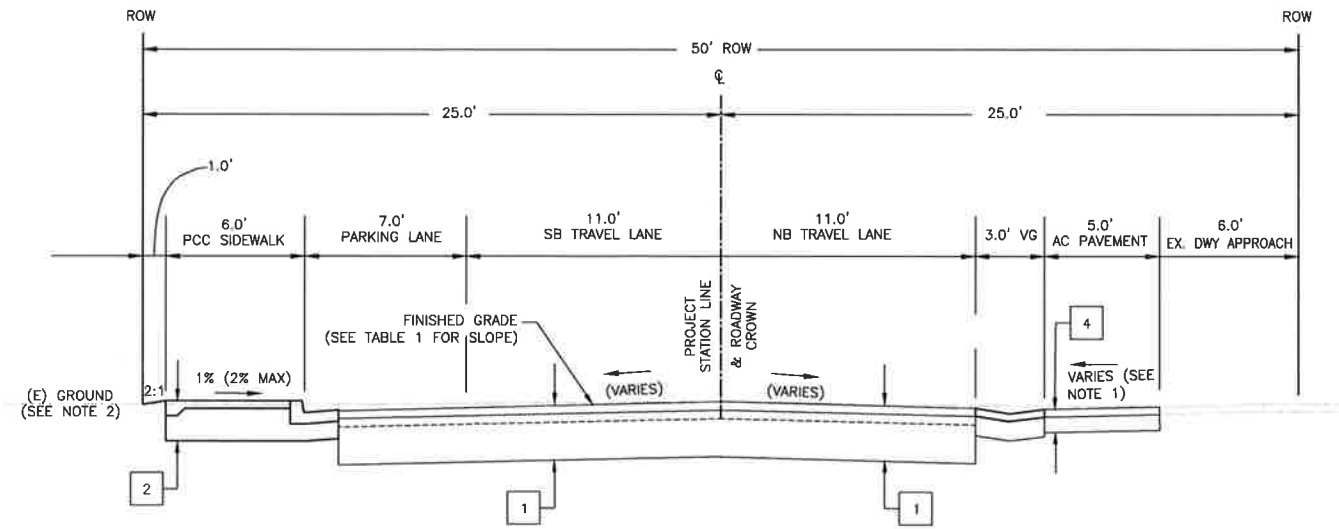 ROW
ROW
50' ROW
℄
25.0'
25.0'
1.0'
6.0'
PCC SIDEWALK
7.0'
PARKING LANE
11.0'
SB TRAVEL LANE
11.0'
NB TRAVEL LANE
3.0' VG
5.0'
AC PAVEMENT
6.0'
EX. DWY APPROACH
FINISHED GRADE
(SEE TABLE 1 FOR SLOPE)
PROJECT
STATION LINE
& ROADWAY
CROWN
4
(E) GROUND
(SEE NOTE 2)
2:1
1% (2% MAX)
(VARIES)
(VARIES)
VARIES (SEE
NOTE 1)
2
1
1